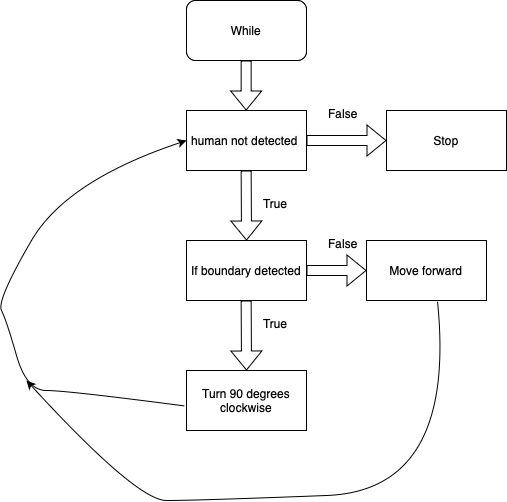 While
False
human not detected
Stop
True
False
If boundary detected
Move forward
True
Turn 90 degrees
clockwise